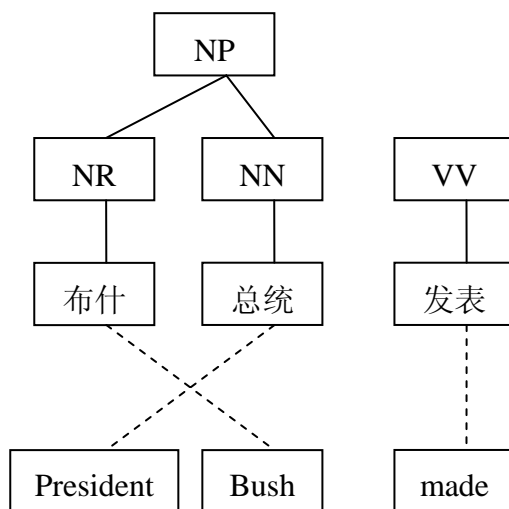 NP
NR NN VV
布什 总统 发表
President Bush made